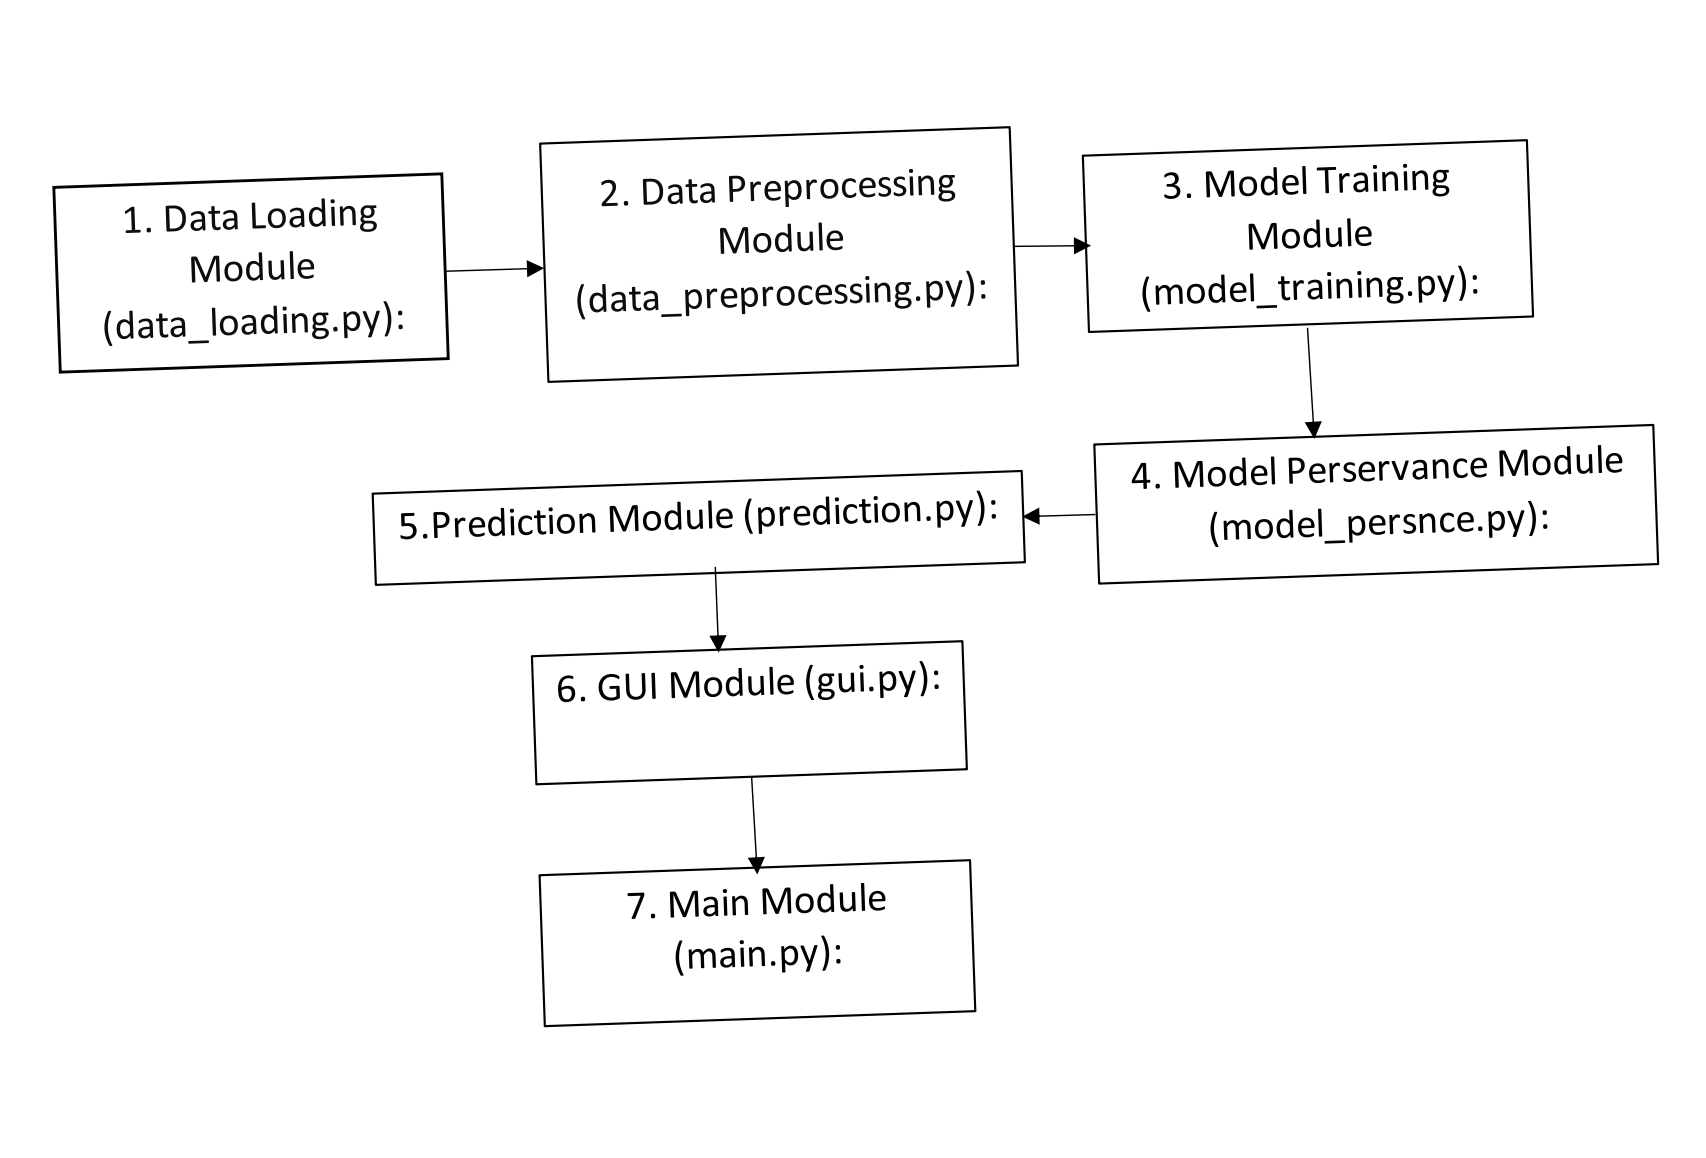 1. Data Loading
Module
(data_loading.py):
2. Data Preprocessing
Module
(data_preprocessing.py):
3. Model Training
Module
(model_training.py):
4. Model Perservance Module
(model_persnce.py):
5.Prediction Module (prediction.py):
6. GUI Module (gui.py):
7. Main Module
(main.py):